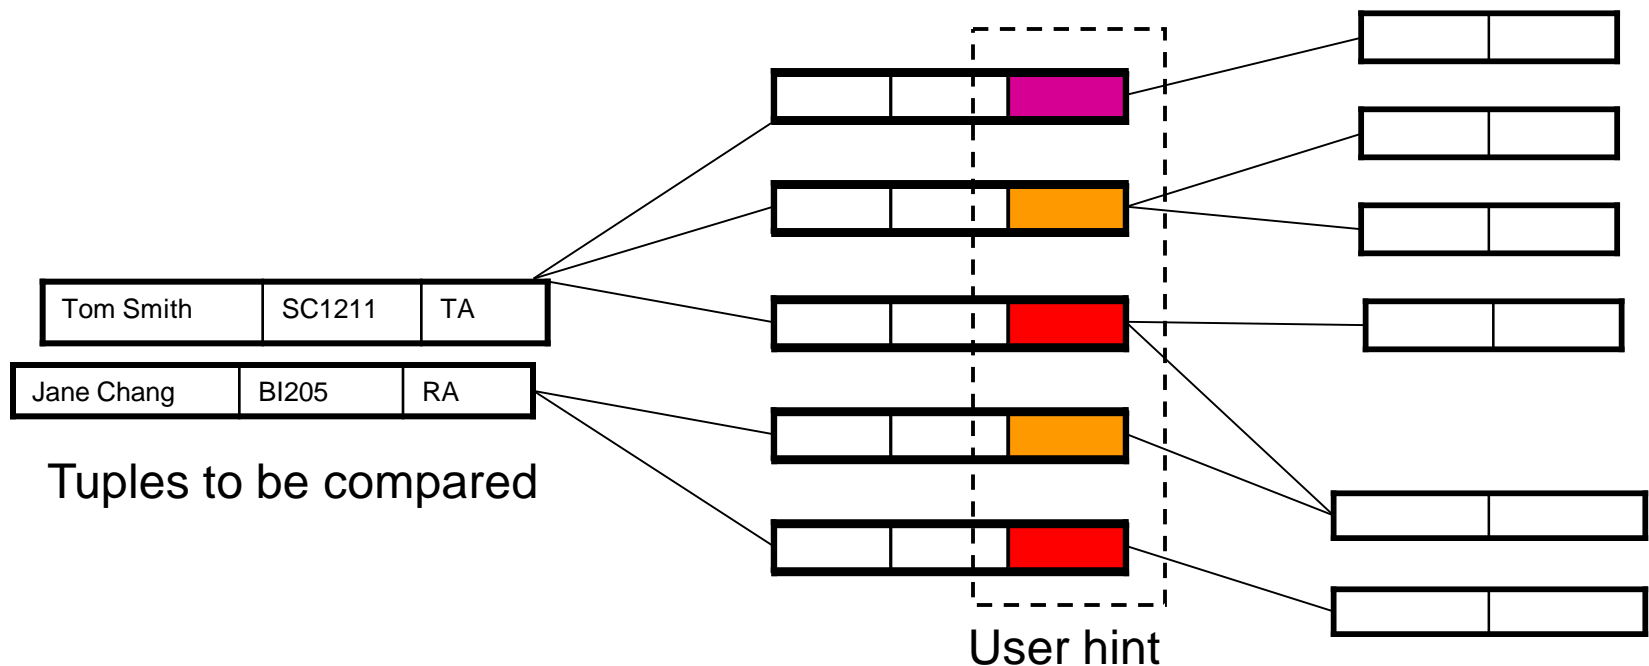 Tom Smith SC1211 TA
Jane Chang BI205 RA
Tuples to be compared
User hint